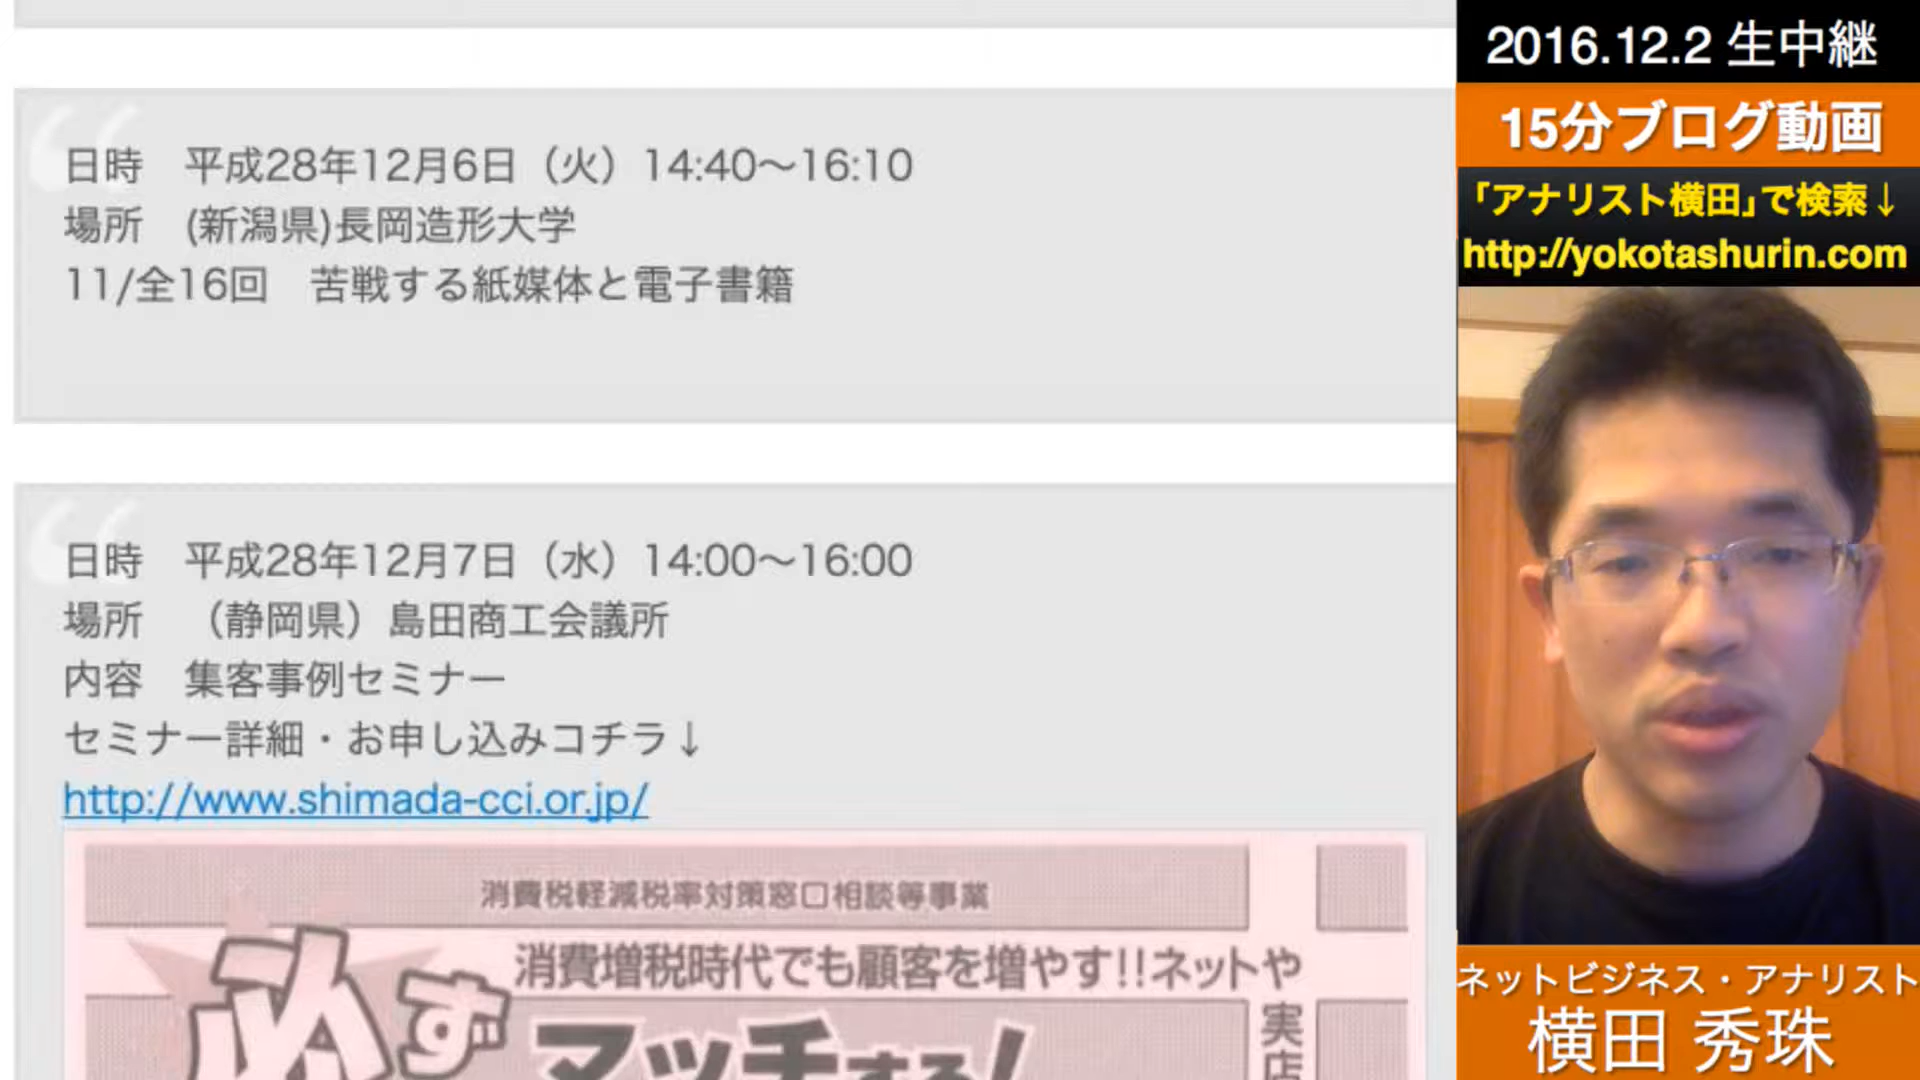 日時 平成28年12月6日（火）14:40〜16:10
場所 (新潟県)長岡造形大学
11/全16回 苦戦する紙媒体と電子書籍
日時 平成28年12月7日（水）14:00〜16:00
場所 （静岡県）島田商工会議所
内容 集客事例セミナー
セミナー詳細・お申し込みコチラ↓
http://www.shimada-cci.or.jp/
消費税軽減税率対策窓口相談等事業
消費増税時代でも顧客を増やす!!ネットや
実店
必ず
マッチする!
2016.12.2 生中継
15分ブログ動画
「アナリスト横田」で検索↓
http://yokotashurin.com
ネットビジネス・アナリスト
横田 秀珠